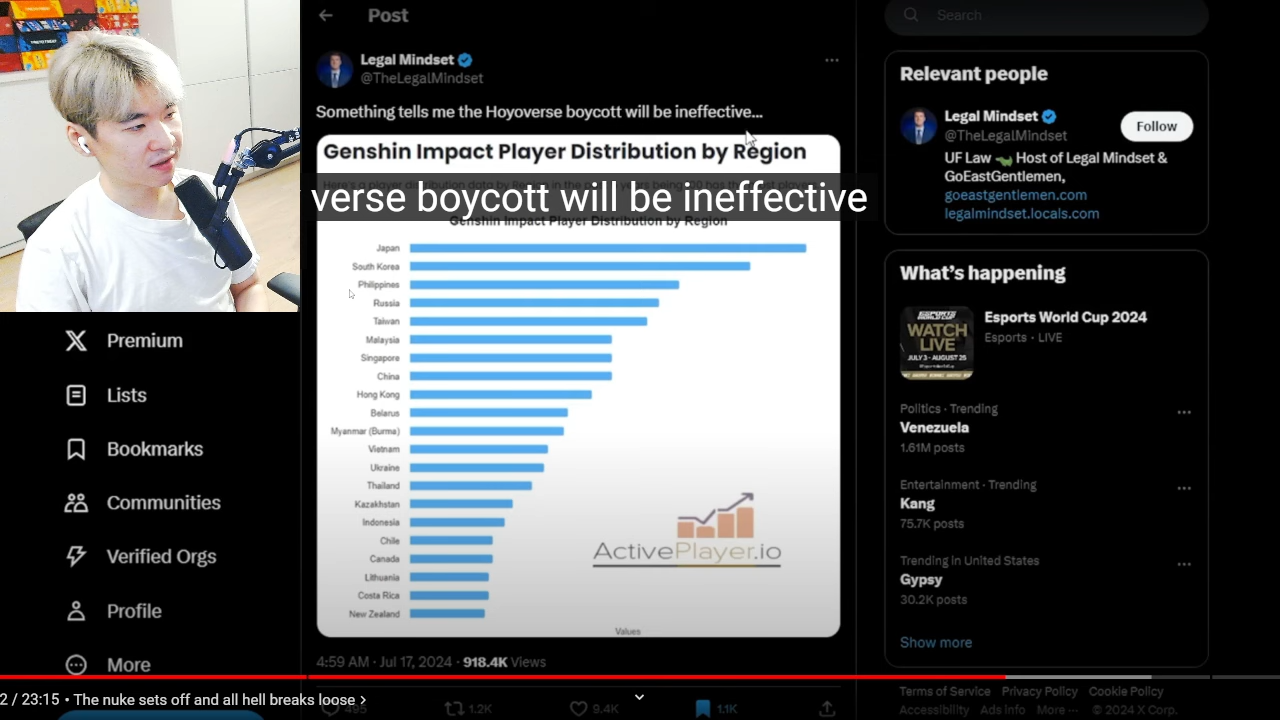 Post
Search
Legal Mindset
@TheLegalMindset
Something tells me the Hoyoverse boycott will be ineffective...
Genshin Impact Player Distribution by Region
verse boycott will be ineffective
Genshin Impact Player Distribution by Region
Japan
South Korea
Philippines
Russia
Taiwan
Malaysia
Singapore
China
Hong Kong
Belarus
Myanmar (Burma)
Vietnam
Ukraine
Thailand
Kazakhstan
Indonesia
Chile
Canada
Lithuania
Costa Rica
New Zealand
Values
ActivePlayer.io
4:59 AM · Jul 17, 2024 · 918.4K Views
495
1.2K
9.4K
1.1K
Relevant people
Legal Mindset
@TheLegalMindset
Follow
UF Law 🐊 Host of Legal Mindset &
GoEastGentlemen,
goeastgentlemen.com
legalmindset.locals.com
What's happening
ESPORTS
WORLD CUP
WATCH
LIVE
JULY 3 - AUGUST 25
Esports World Cup 2024
Esports · LIVE
Politics · Trending
Venezuela
1.61M posts
Entertainment · Trending
Kang
75.7K posts
Trending in United States
Gypsy
30.2K posts
Show more
Terms of Service Privacy Policy Cookie Policy
Accessibility Ads info More ··· © 2024 X Corp.
Premium
Lists
Bookmarks
Communities
Verified Orgs
Profile
More
2 / 23:15 • The nuke sets off and all hell breaks loose